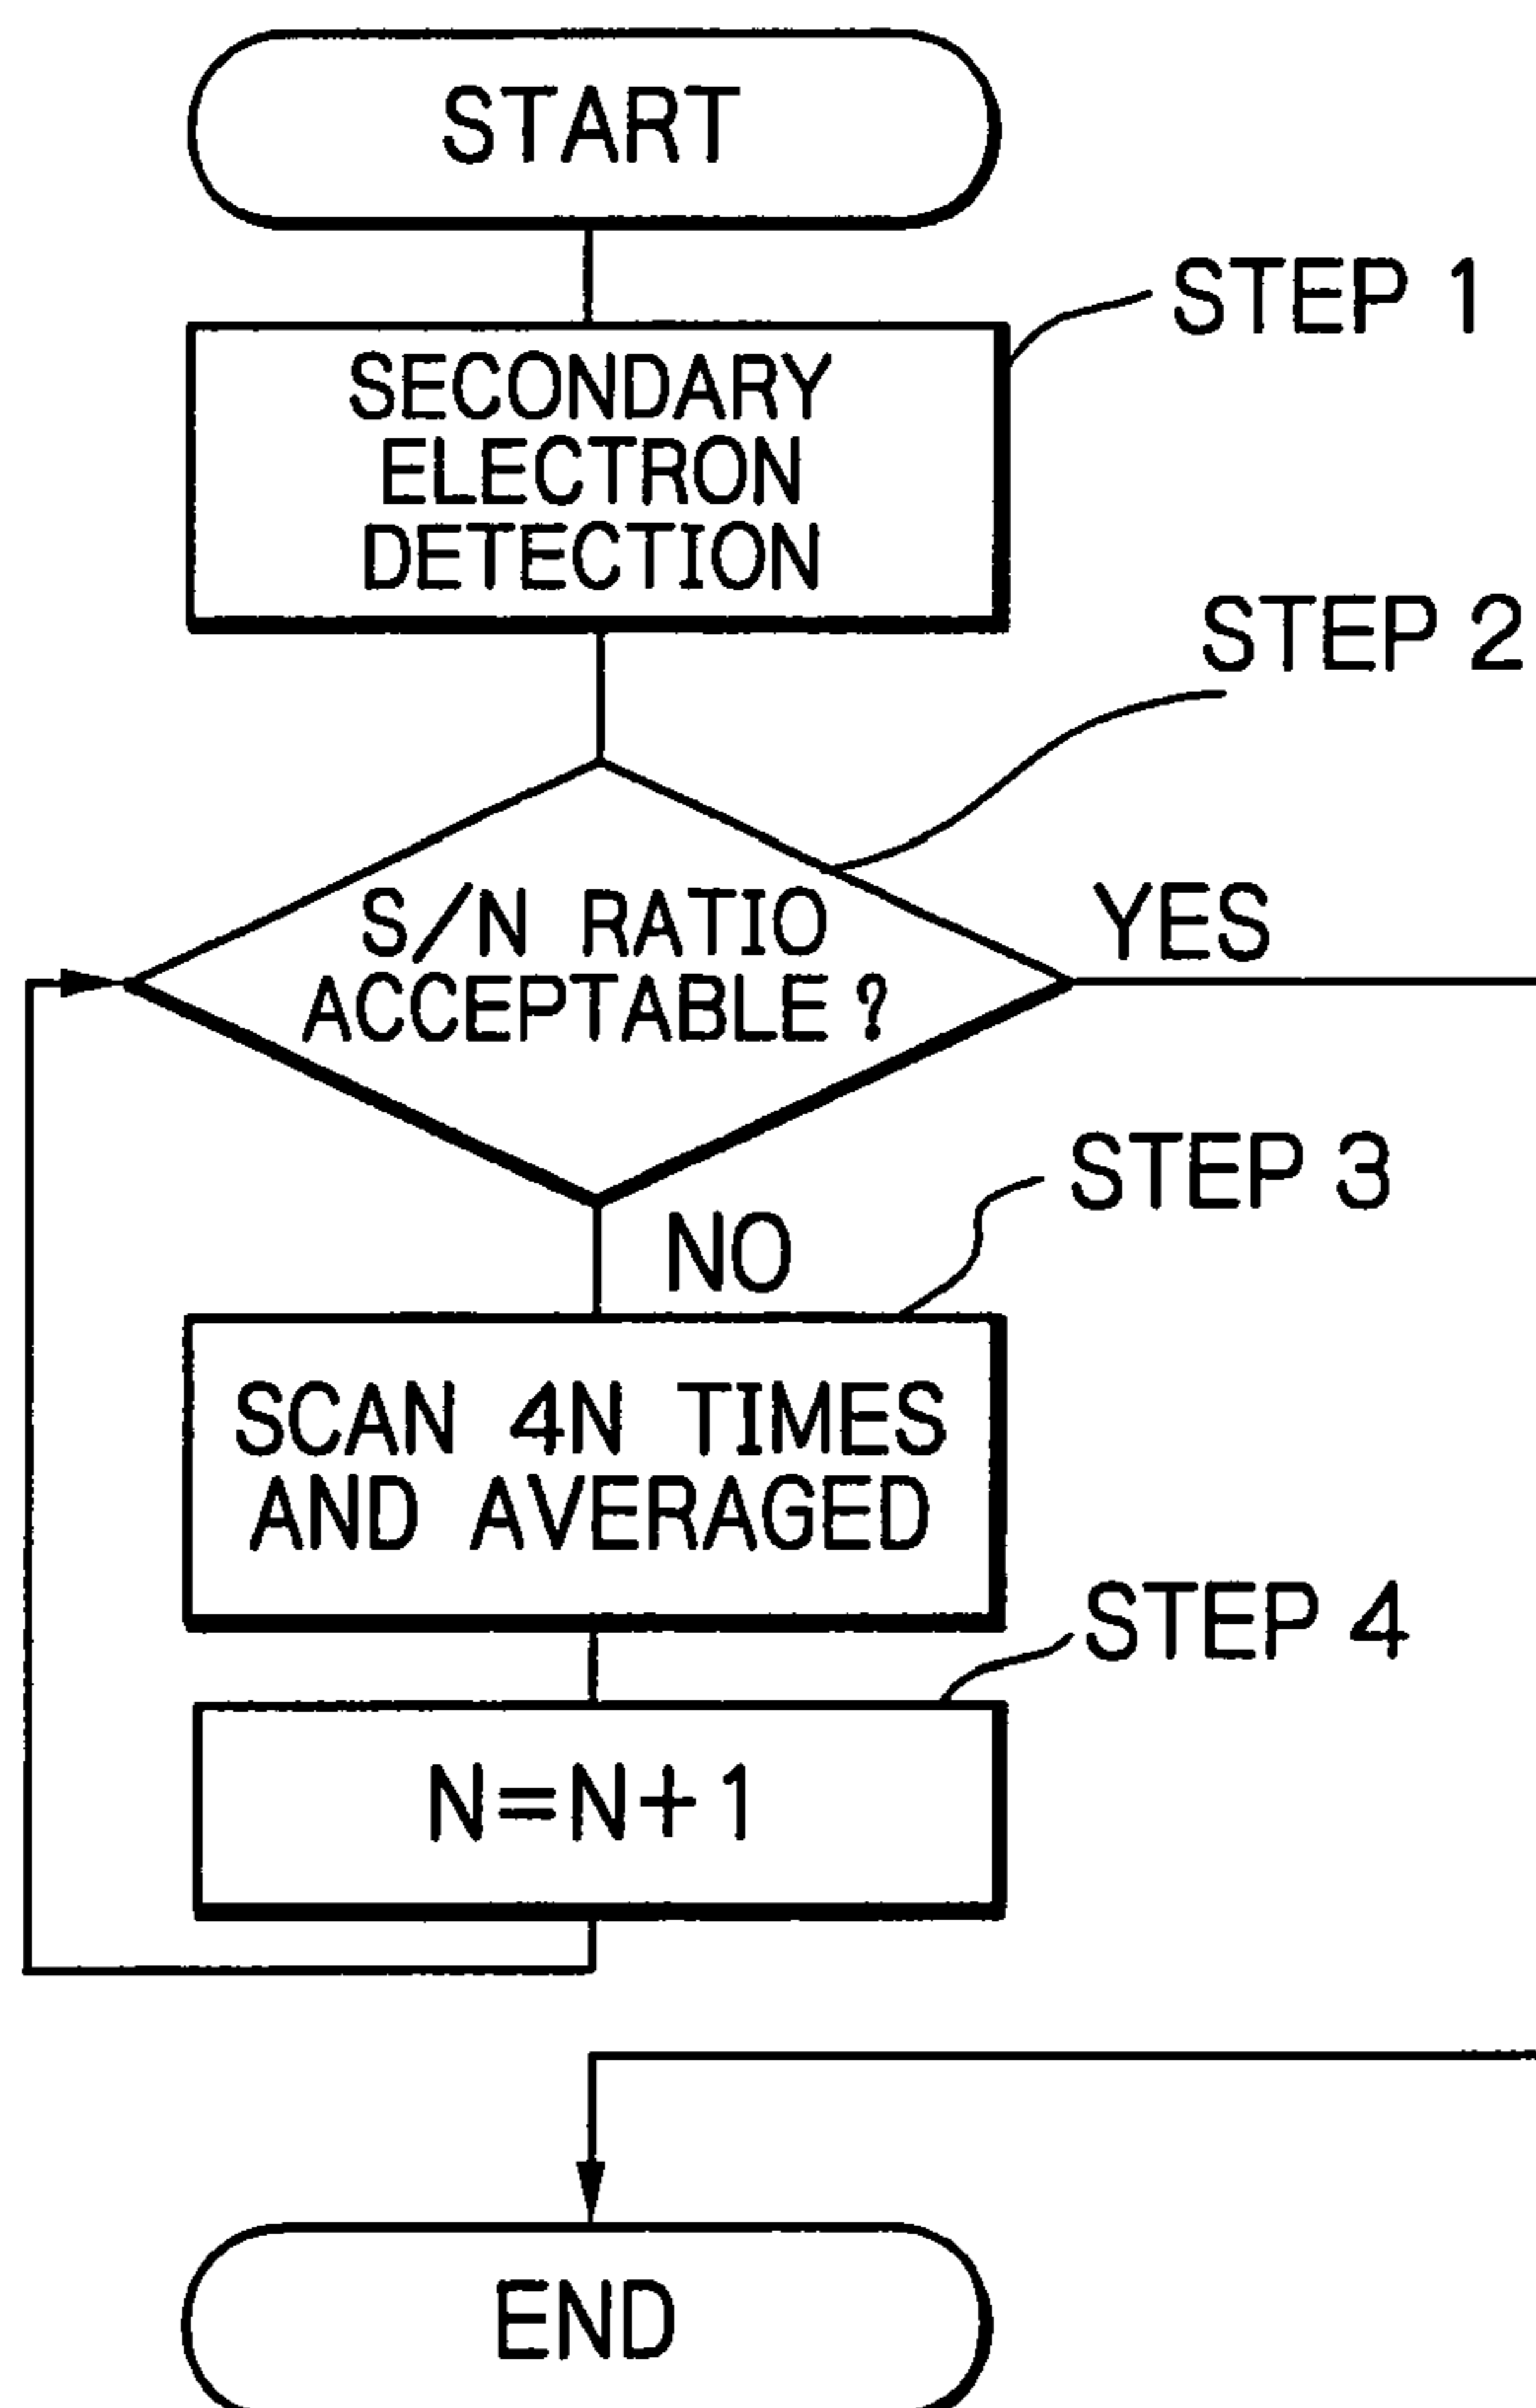 START
STEP 1
SECONDARY
ELECTRON
DETECTION
STEP 2
S/N RATIO
ACCEPTABLE ?
YES
STEP 3
NO
SCAN 4N TIMES
AND AVERAGED
STEP 4
N=N+1
END